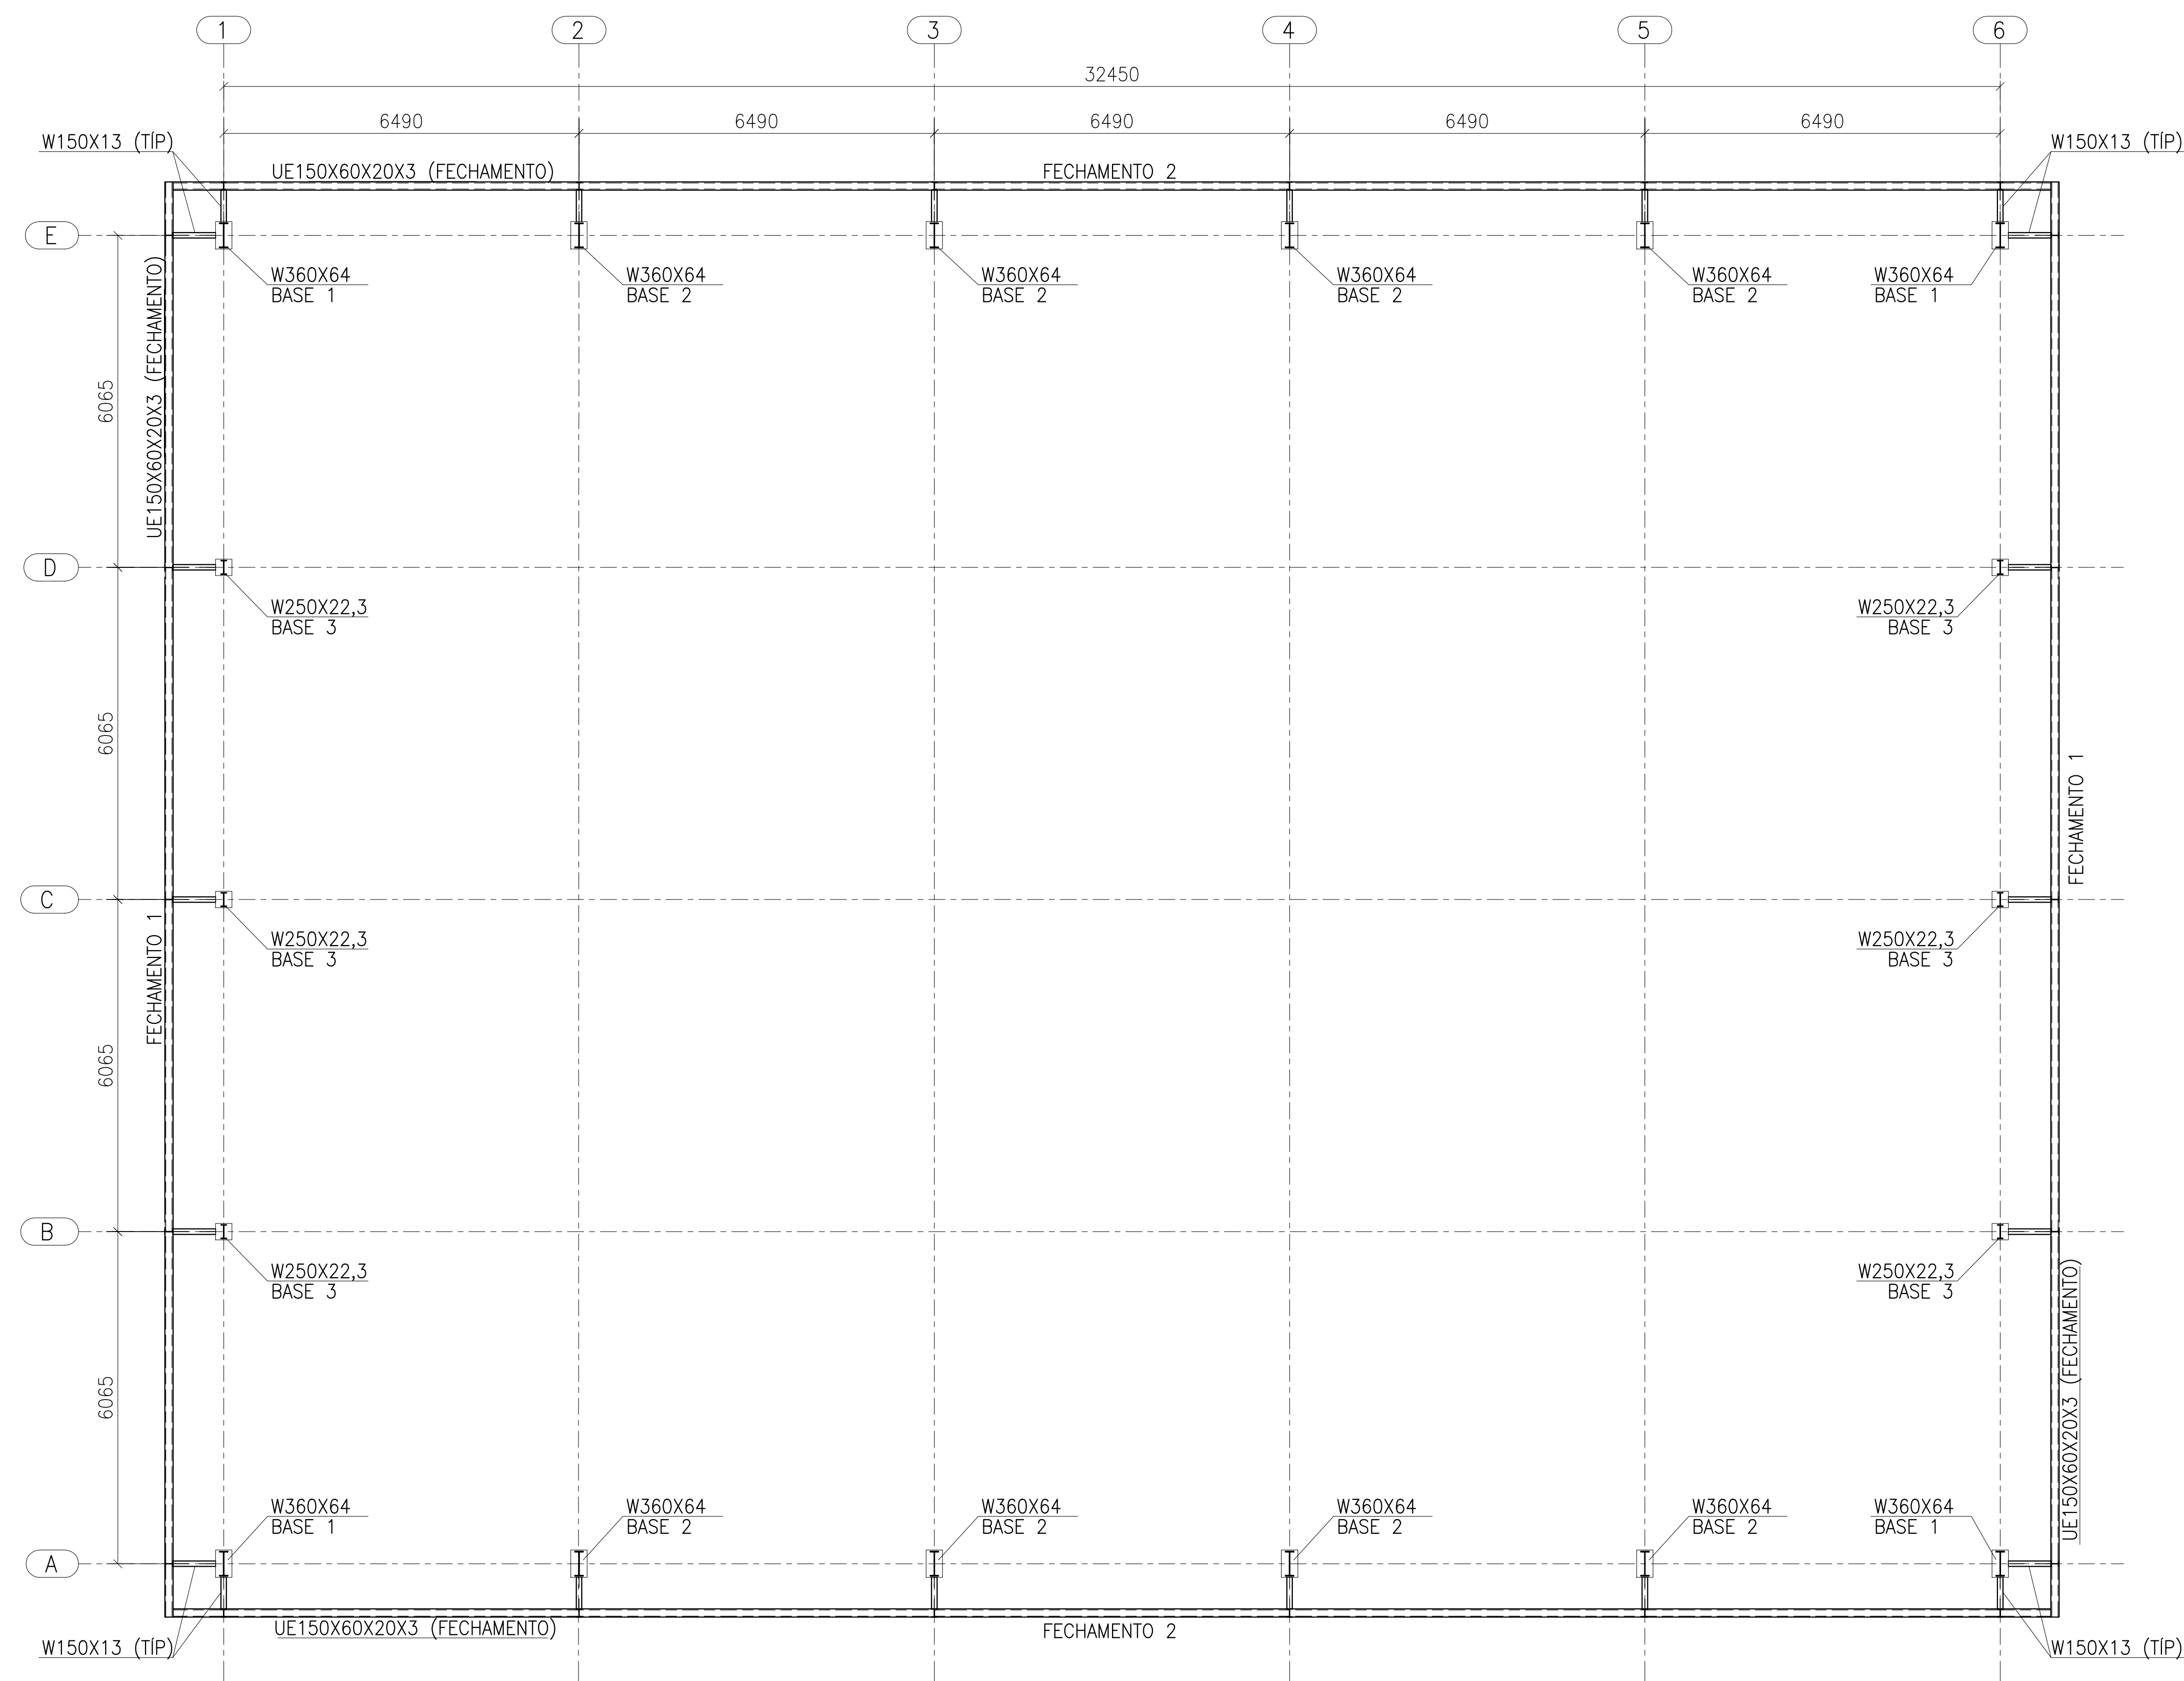 1
2
3
4
5
6
32450
6490
6490
6490
6490
6490
W150X13 (TÍP)
W150X13 (TÍP)
UE150X60X20X3 (FECHAMENTO)
FECHAMENTO 2
E
W360X64
BASE 1
W360X64
BASE 2
W360X64
BASE 2
W360X64
BASE 2
W360X64
BASE 2
W360X64
BASE 1
UE150X60X20X3 (FECHAMENTO)
6065
D
W250X22,3
BASE 3
W250X22,3
BASE 3
6065
FECHAMENTO 1
C
W250X22,3
BASE 3
W250X22,3
BASE 3
FECHAMENTO 1
6065
B
W250X22,3
BASE 3
W250X22,3
BASE 3
UE150X60X20X3 (FECHAMENTO)
6065
W360X64
BASE 1
W360X64
BASE 2
W360X64
BASE 2
W360X64
BASE 2
W360X64
BASE 2
W360X64
BASE 1
A
UE150X60X20X3 (FECHAMENTO)
FECHAMENTO 2
W150X13 (TÍP)
W150X13 (TÍP)